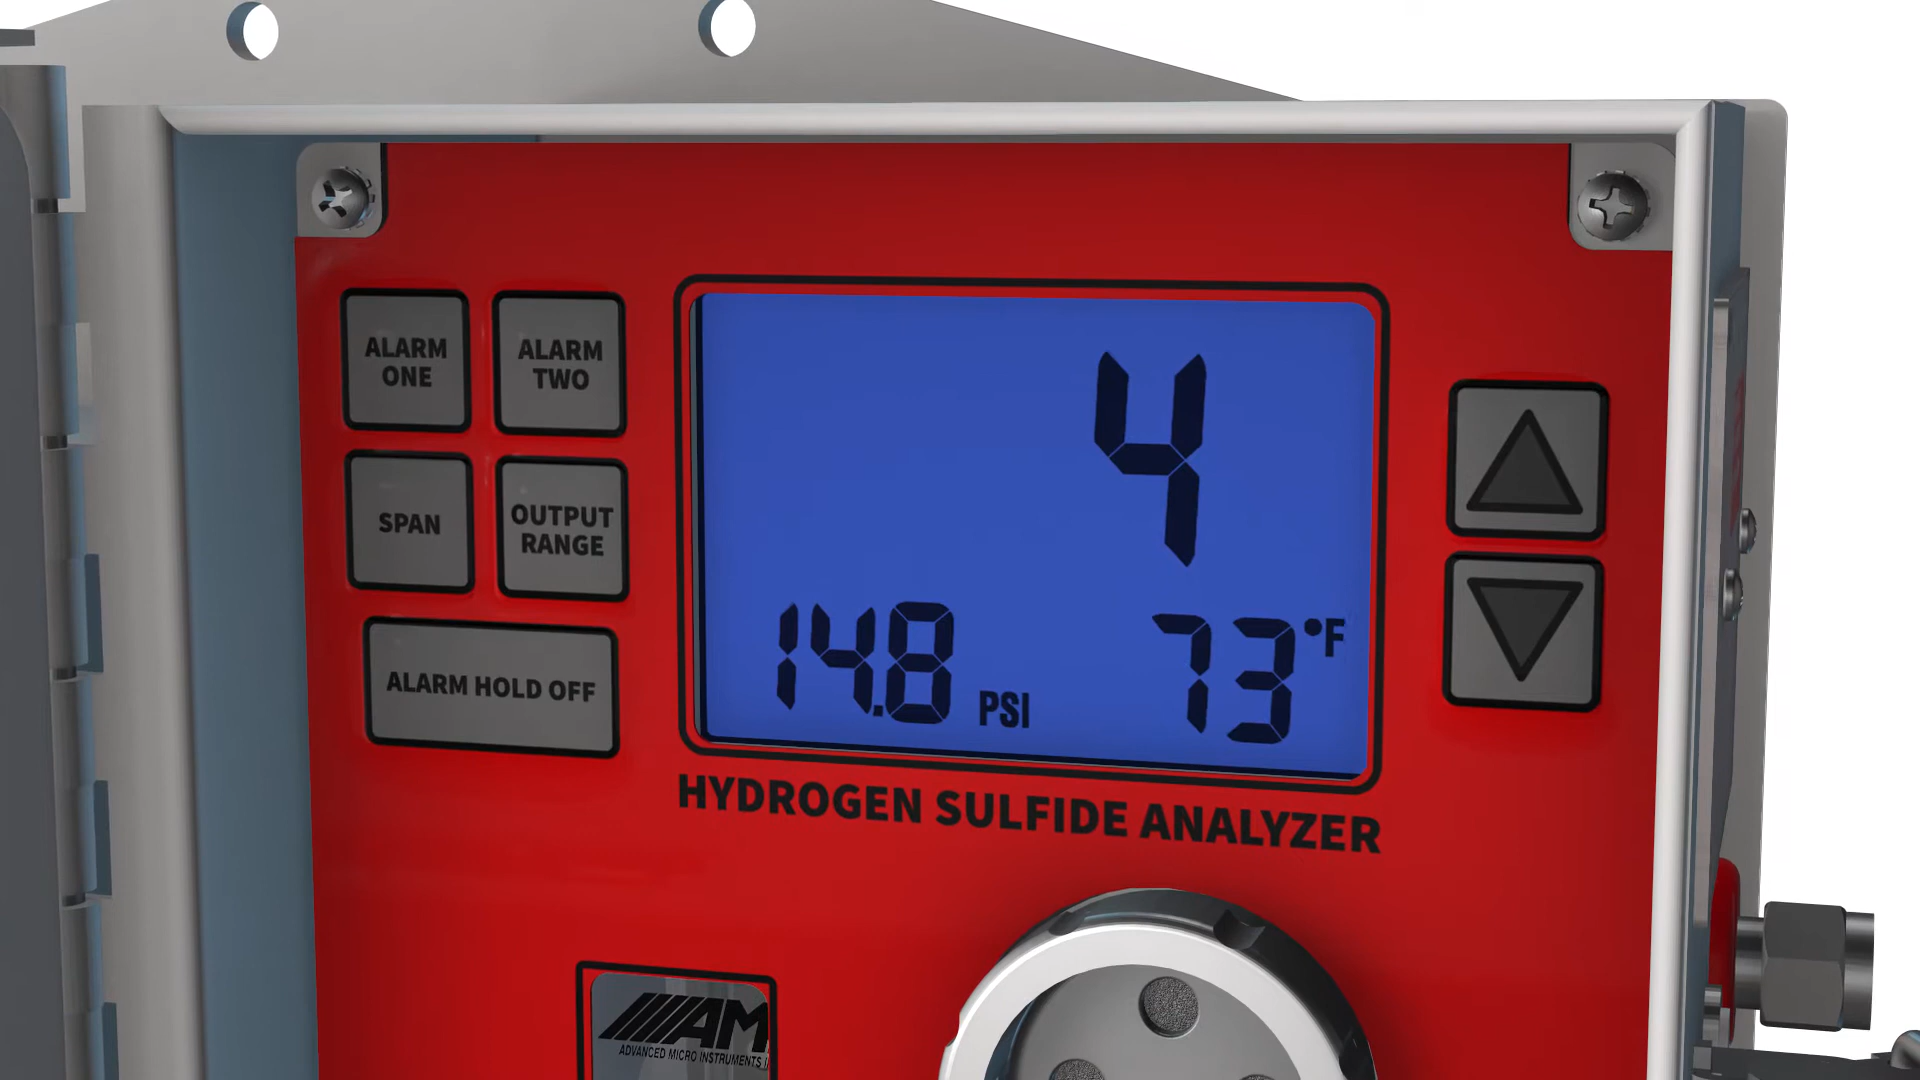 ALARM
ONE
ALARM
TWO
SPAN
OUTPUT
RANGE
ALARM HOLD OFF
4
14.8 PSI
73 °F
HYDROGEN SULFIDE ANALYZER
AM
ADVANCED MICRO INSTRUMENTS